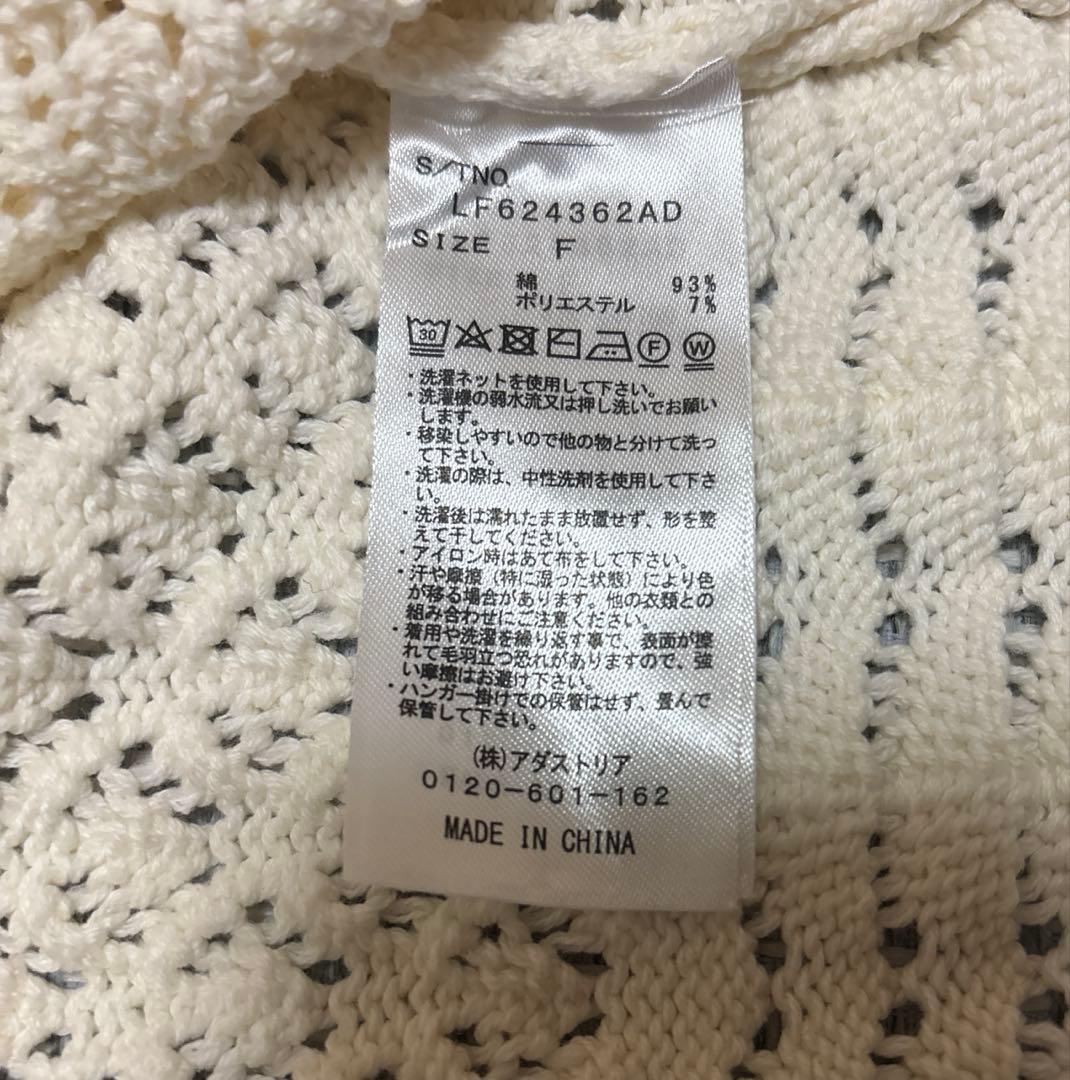 S/TNO
LF624362AD
SIZE F
綿 93%
ポリエステル 7%
30 F W
・洗濯ネットを使用して下さい。
・洗濯機の弱水流又は押し洗いでお願い
します。
・移染しやすいので他の物と分けて洗っ
て下さい。
・洗濯の際は、中性洗剤を使用して下さ
い。
・洗濯後は濡れたまま放置せず、形を整
えて干してください。
・アイロン時はあて布をして下さい。
・汗や摩擦(特に湿った状態)により色
が移る場合があります。他の衣類との
組み合わせにご注意ください。
・着用や洗濯を繰り返す事で、表面が擦
れて毛羽立つ恐れがありますので、強
い摩擦はお避け下さい。
・ハンガー掛けでの保管はせず、畳んで
保管して下さい。
(株)アダストリア
0120-601-162
MADE IN CHINA